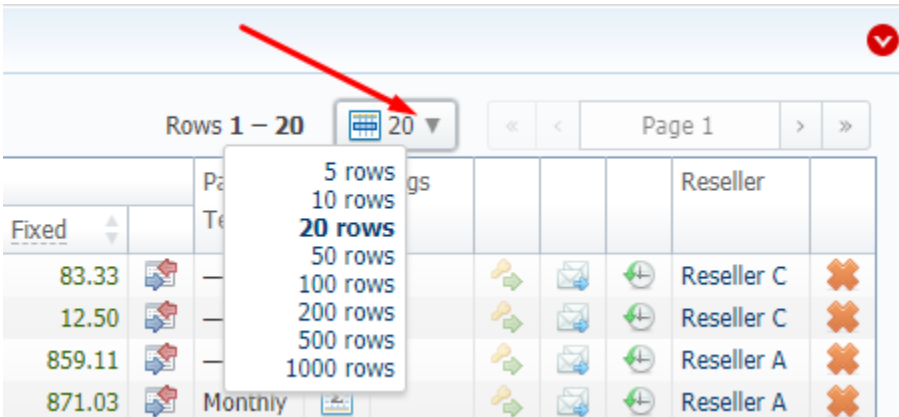 Rows 1 – 20 20 ▼ « < Page 1 > »
5 rows
10 rows
20 rows
50 rows
100 rows
200 rows
500 rows
1000 rows
Reseller
Fixed
83.33 — Reseller C
12.50 — Reseller C
859.11 — Reseller A
871.03 Monthly Reseller A